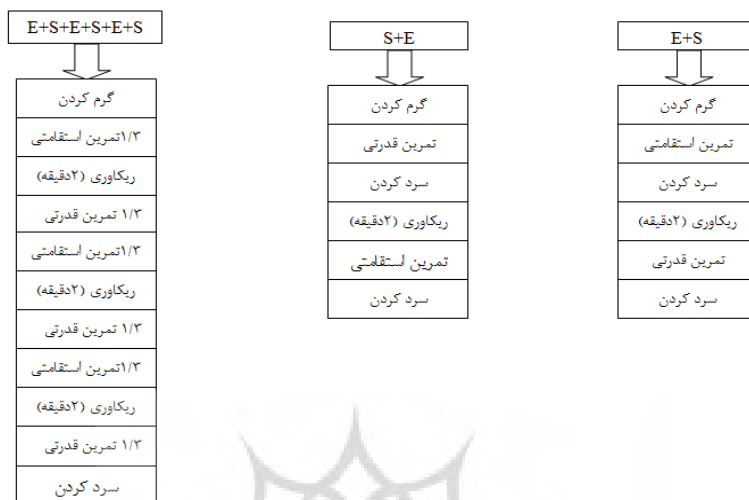 E+S+E+S+E+S
گرم کردن
۱/۳تمرین استقامتی
ریکاوری (۲دقیقه)
۱/۳ تمرین قدرتی
۱/۳تمرین استقامتی
ریکاوری (۲دقیقه)
۱/۳ تمرین قدرتی
۱/۳تمرین استقامتی
ریکاوری (۲دقیقه)
۱/۳ تمرین قدرتی
سرد کردن
S+E
گرم کردن
تمرین قدرتی
سرد کردن
ریکاوری (۲دقیقه)
تمرین استقامتی
سرد کردن
E+S
گرم کردن
تمرین استقامتی
سرد کردن
ریکاوری (۲دقیقه)
تمرین قدرتی
سرد کردن